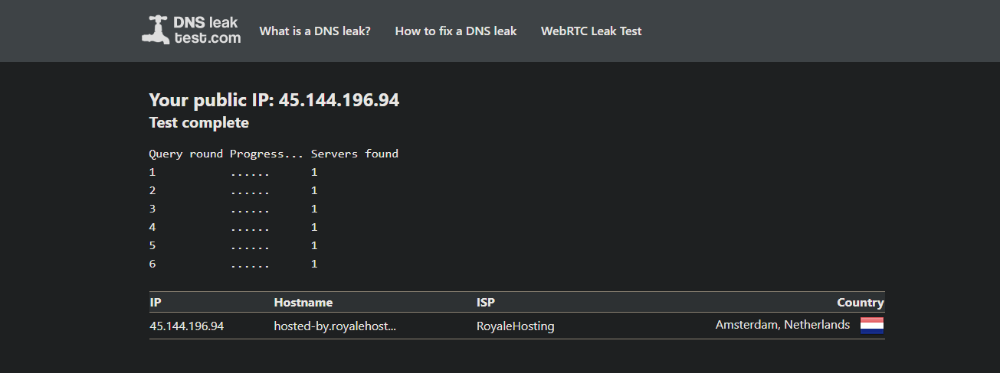 DNS leak
test.com
What is a DNS leak? How to fix a DNS leak WebRTC Leak Test
Your public IP: 45.144.196.94
Test complete
Query round Progress... Servers found
1 ...... 1
2 ...... 1
3 ...... 1
4 ...... 1
5 ...... 1
6 ...... 1
IP Hostname ISP Country
45.144.196.94 hosted-by.royalehost... RoyaleHosting Amsterdam, Netherlands